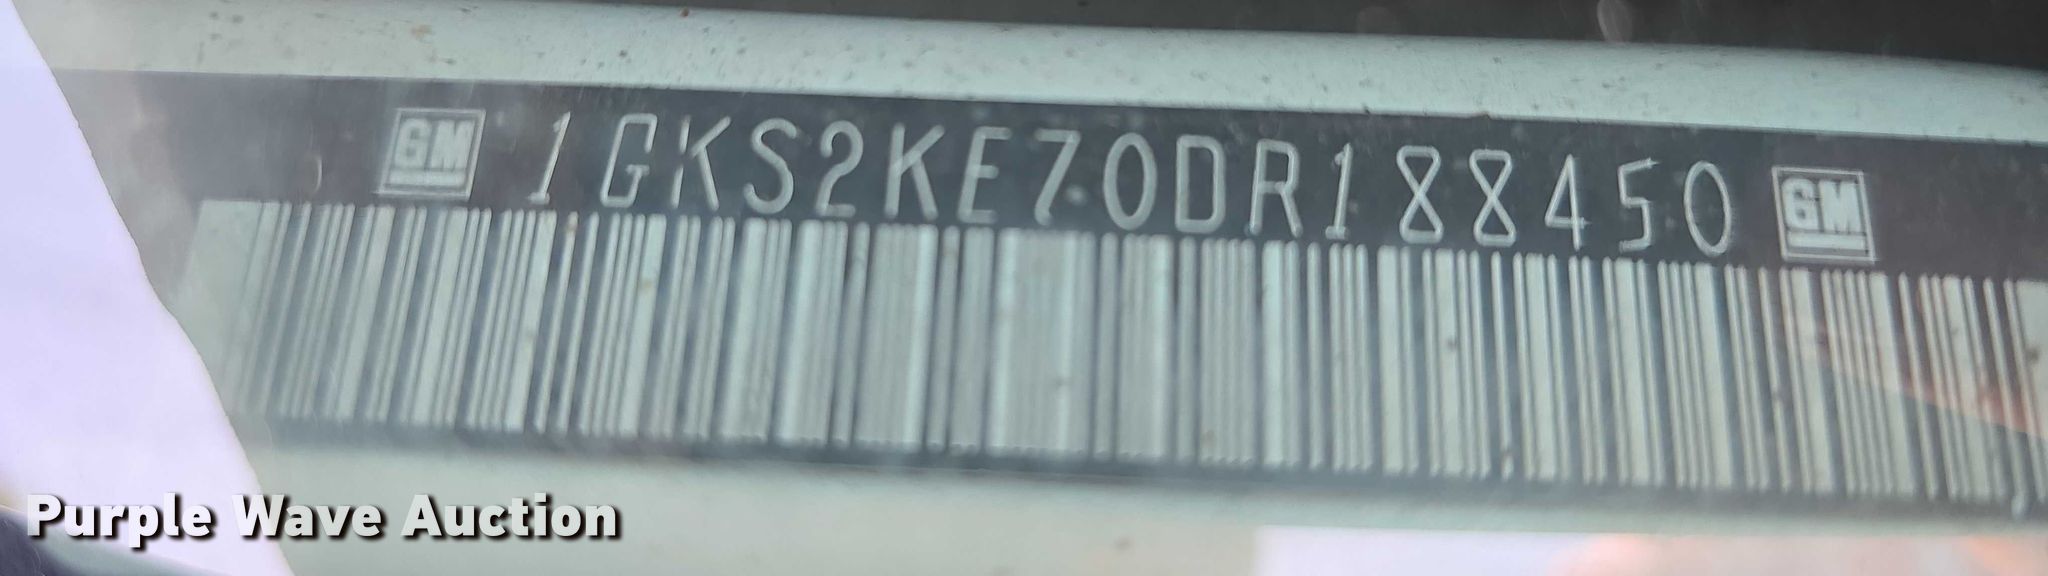 GM 1GKS2KE70DR188450 GM
Purple Wave Auction